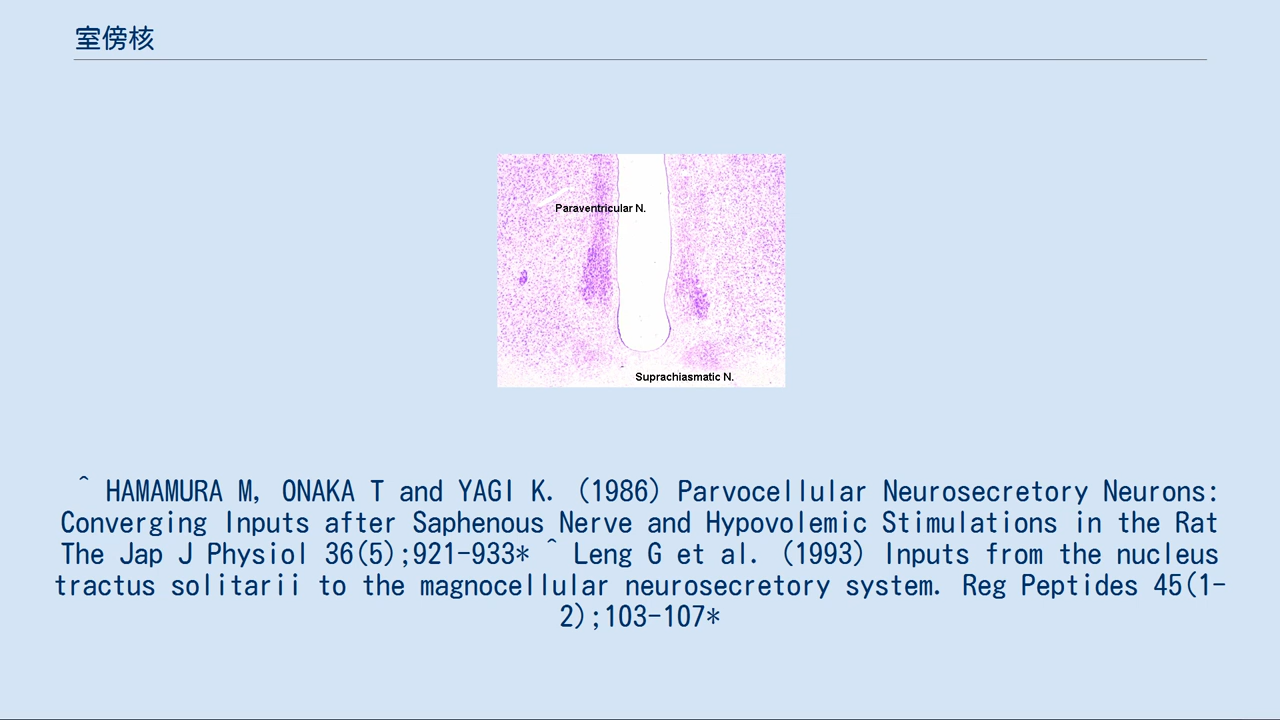 室傍核
Paraventricular N.
Suprachiasmatic N.
^ HAMAMURA M, ONAKA T and YAGI K. (1986) Parvocellular Neurosecretory Neurons:
Converging Inputs after Saphenous Nerve and Hypovolemic Stimulations in the Rat
The Jap J Physiol 36(5);921-933* ^ Leng G et al. (1993) Inputs from the nucleus
tractus solitarii to the magnocellular neurosecretory system. Reg Peptides 45(1-
2);103-107*